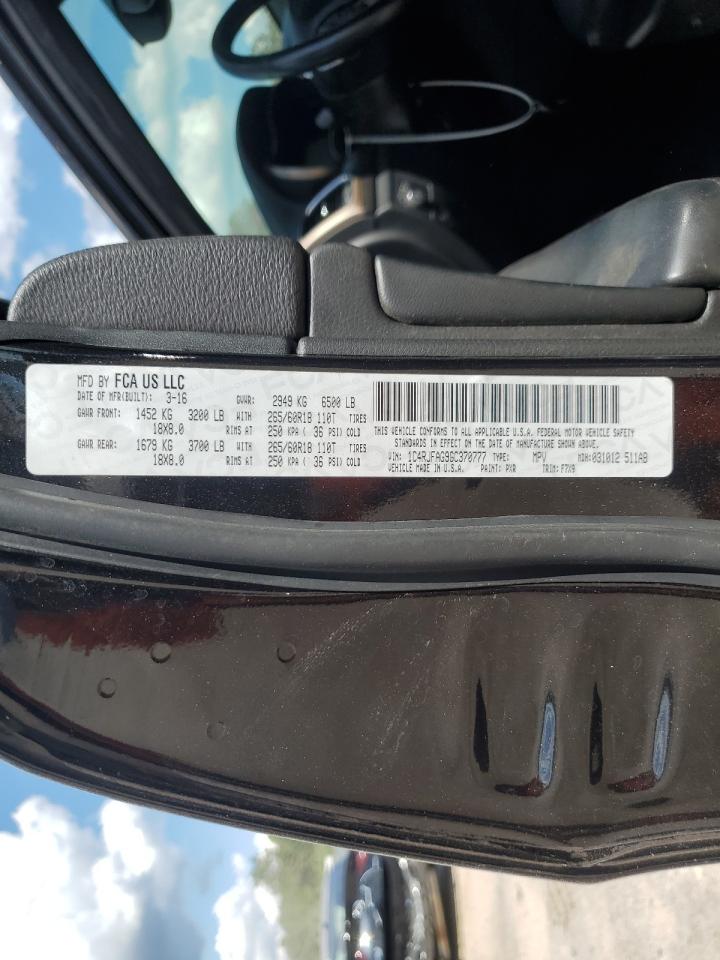 MFD BY FCA US LLC
DATE OF MFR(BUILT): 3-16 GVWR: 2949 KG 6500 LB
GAWR FRONT: 1452 KG 3200 LB WITH 265/60R18 110T TIRES
18X8.0 RIMS AT 250 KPA ( 36 PSI) COLD
GAWR REAR: 1679 KG 3700 LB WITH 265/60R18 110T TIRES
18X8.0 RIMS AT 250 KPA ( 36 PSI) COLD
THIS VEHICLE CONFORMS TO ALL APPLICABLE U.S.A. FEDERAL MOTOR VEHICLE SAFETY
STANDARDS IN EFFECT ON THE DATE OF MANUFACTURE SHOWN ABOVE.
VIN: 1C4RJFAG9GC370777 TYPE: MPV MDH: 031012 511AB
VEHICLE MADE IN U.S.A. PAINT: PXR TRIM: F7X9